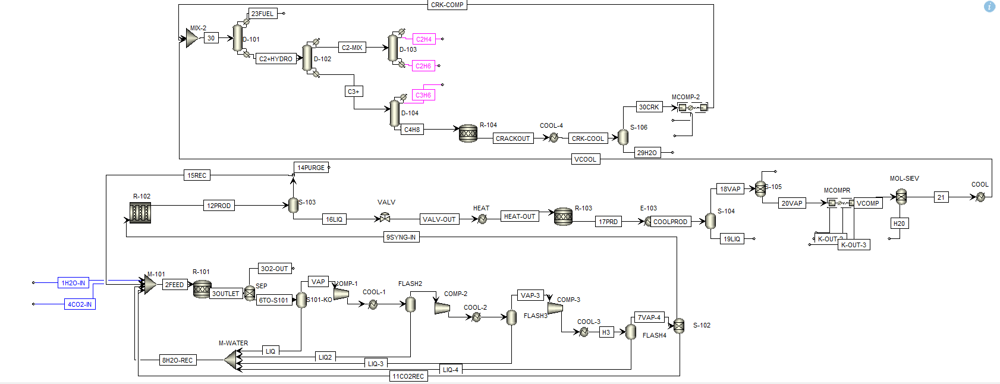 CRK-COMP
23FUEL
MIX-2
30
D-101
C2+HYDRO
D-102
C2-MIX
D-103
C2H4
C2H6
C3+
C3H6
D-104
C4H8
R-104
CRACKOUT
COOL-4
CRK-COOL
S-106
30CRK
MCOMP-2
29H2O
VCOOL
14PURGE
15REC
R-102
12PROD
S-103
16LIQ
VALV
VALV-OUT
HEAT
HEAT-OUT
R-103
17PRD
E-103
COOLPROD
S-104
18VAP
19LIQ
S-105
20VAP
MCOMPR
VCOMP
K-OUT-3
MOL-SIEV
H20
21
COOL
9SYNG-IN
1H2O-IN
4CO2-IN
M-101
2FEED
R-101
3OUTLET
3O2-OUT
SEP
6TO-S101
VAP
S101-KO
COOL-1
FLASH2
COMP-2
COOL-2
VAP-3
FLASH3
COMP-3
COOL-3
H3
7VAP-4
FLASH4
S-102
M-WATER
8H2O-REC
LIQ
LIQ2
LIQ-3
LIQ-4
11CO2REC